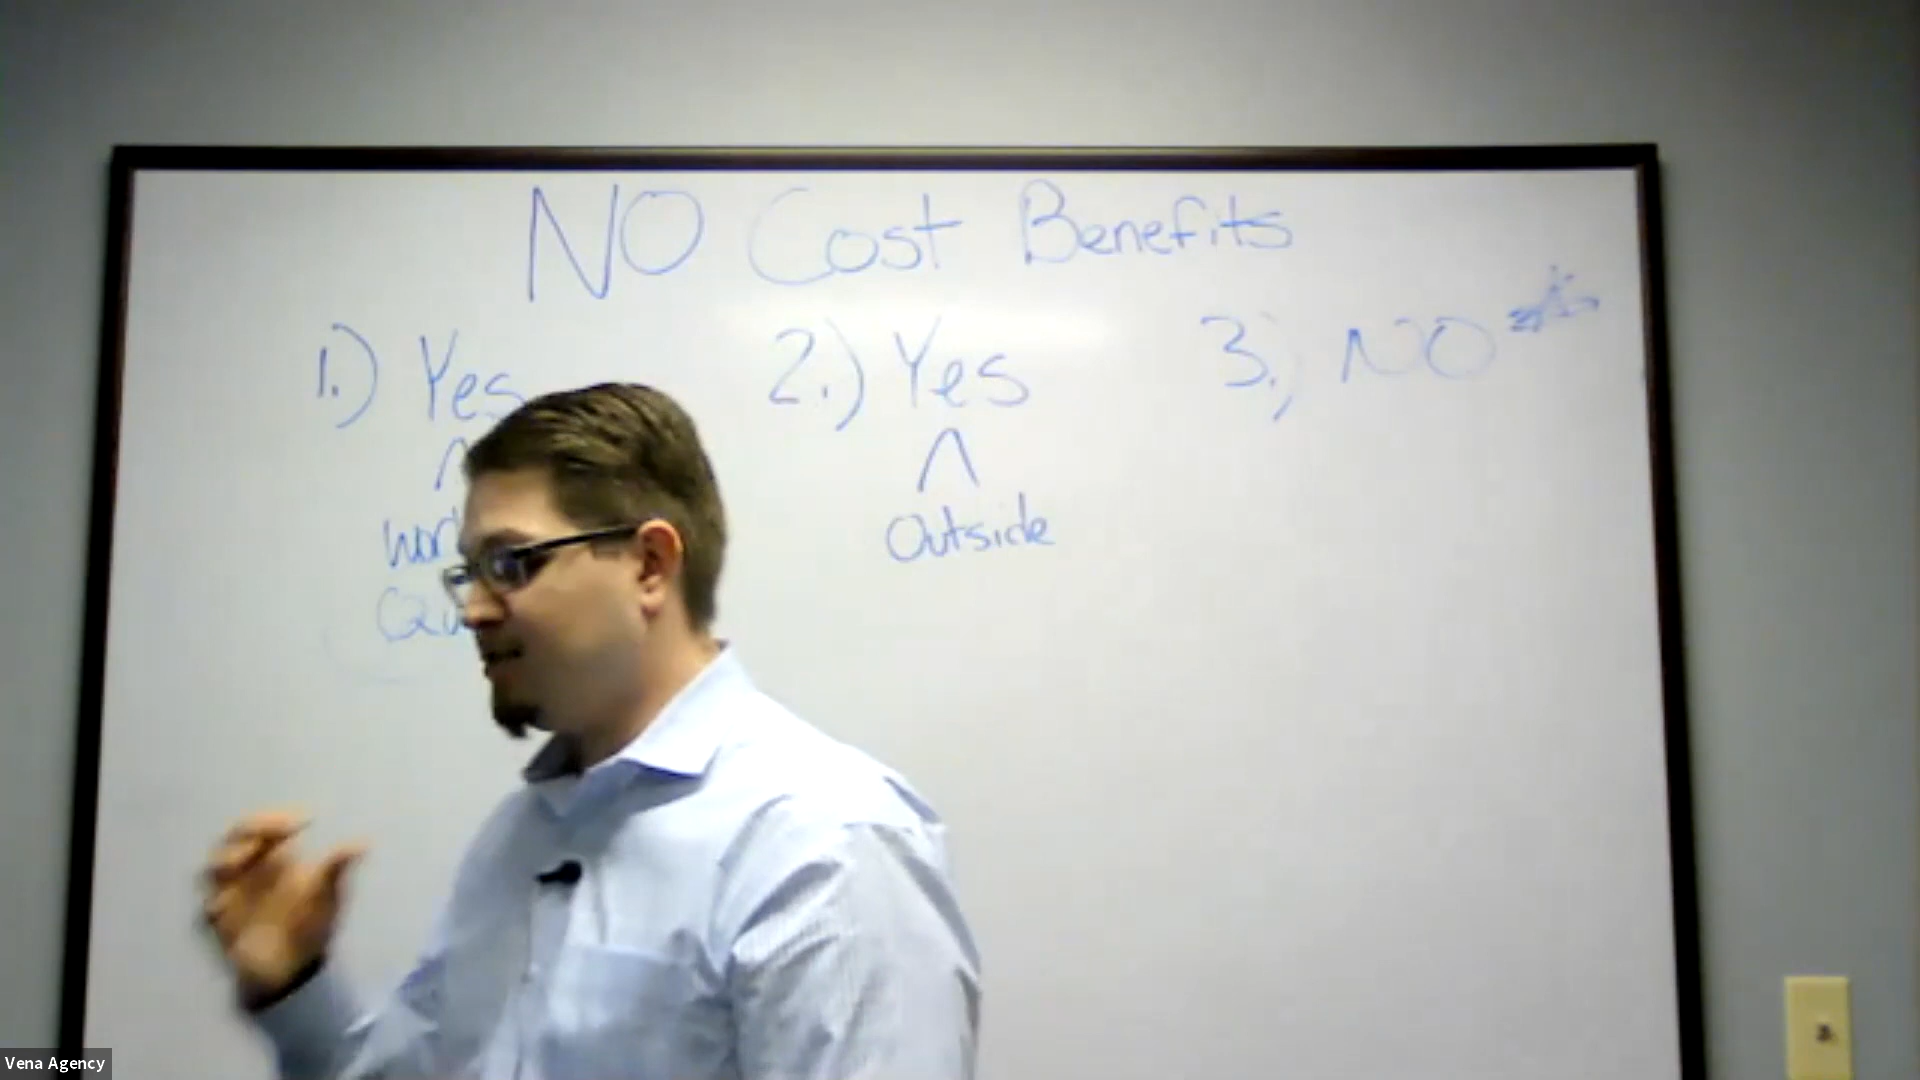 NO Cost Benefits
1.) Yes 2.) Yes 3.) NO
Outside
Vena Agency